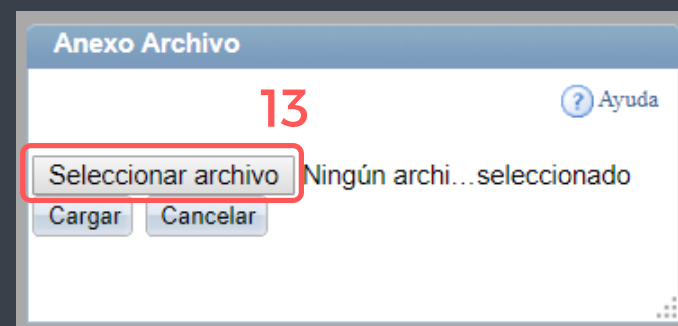 Anexo Archivo
13
? Ayuda
Seleccionar archivo Ningún archi...seleccionado
Cargar Cancelar